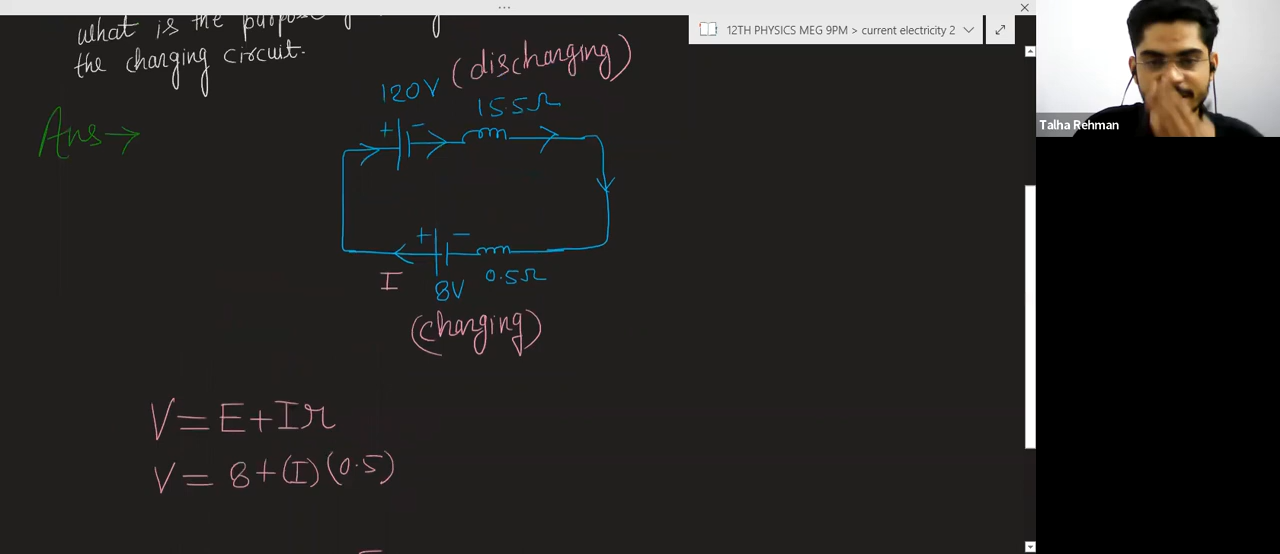 what is the purpose
the charging circuit.
12TH PHYSICS MEG 9PM > current electricity 2
(discharging)
120V
15.5Ω
Ans →
+ -
Talha Rehman
+ -
I
8V
0.5Ω
(charging)
V = E + Ir
V = 8 + (I) (0.5)